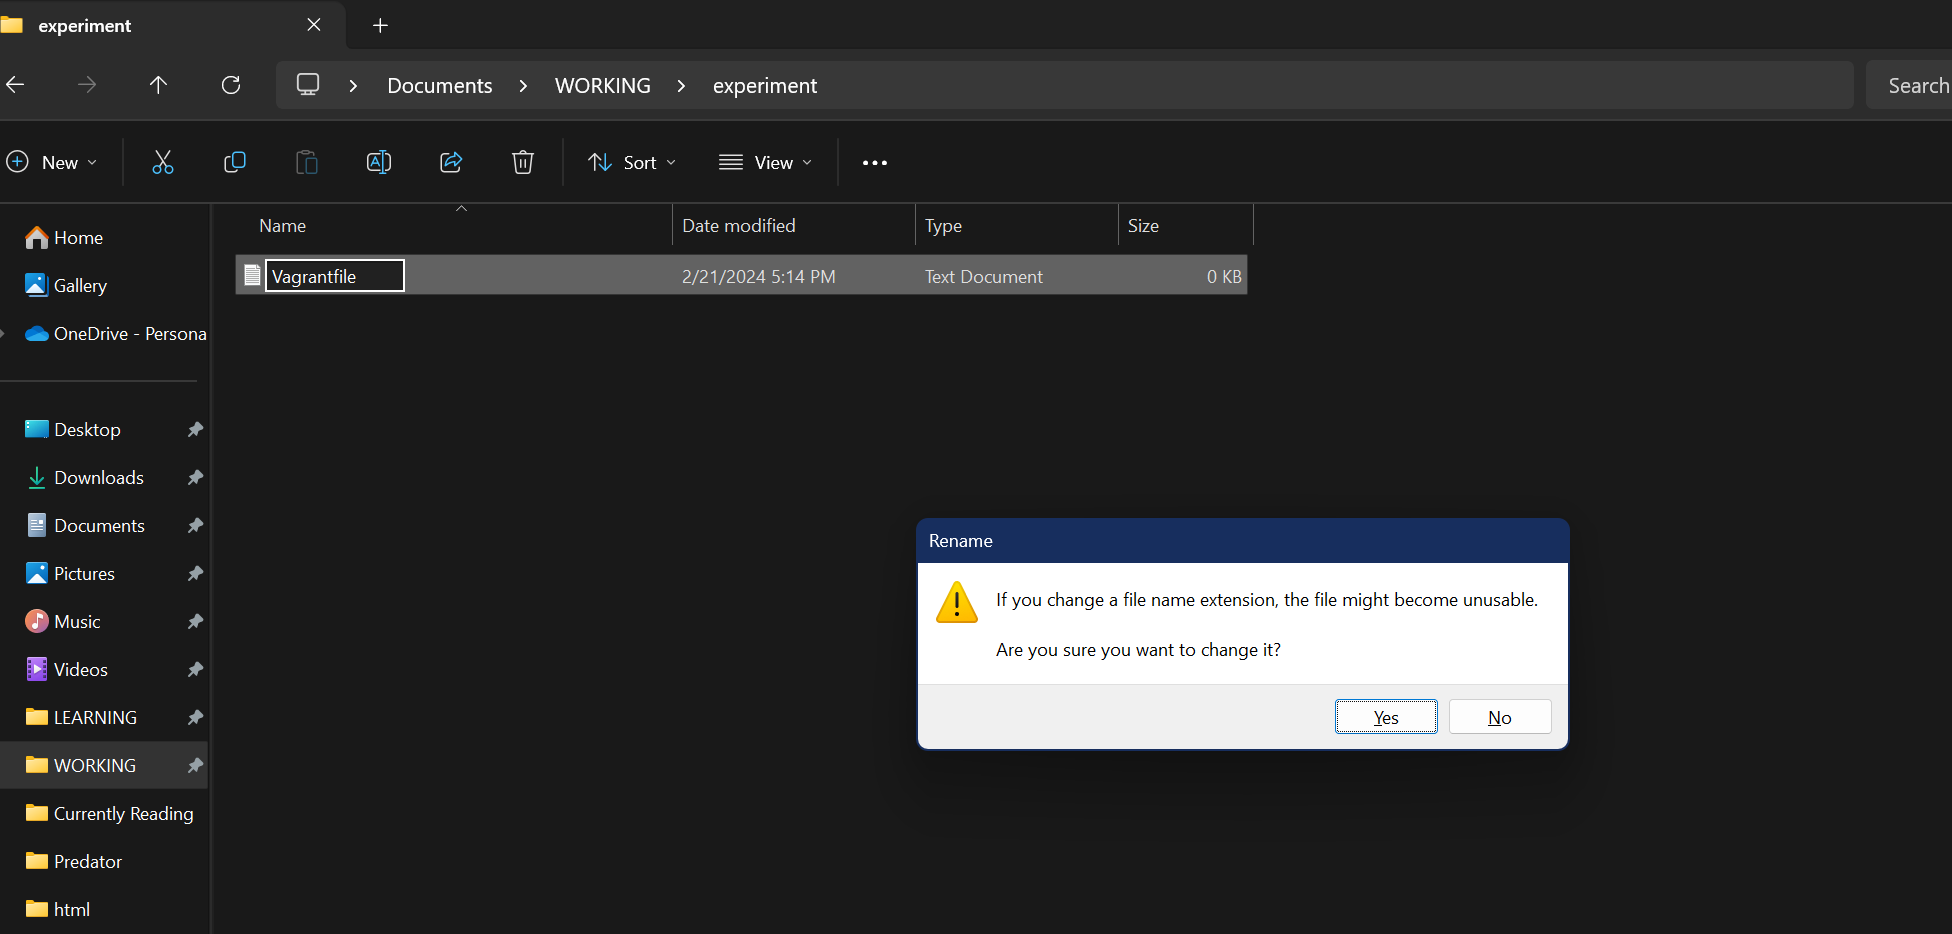 experiment
Documents > WORKING > experiment
Search
New
Sort
View
Name
Date modified
Type
Size
Vagrantfile
2/21/2024 5:14 PM
Text Document
0 KB
Home
Gallery
OneDrive - Persona
Desktop
Downloads
Documents
Pictures
Music
Videos
LEARNING
WORKING
Currently Reading
Predator
html
Rename
If you change a file name extension, the file might become unusable.
Are you sure you want to change it?
Yes
No